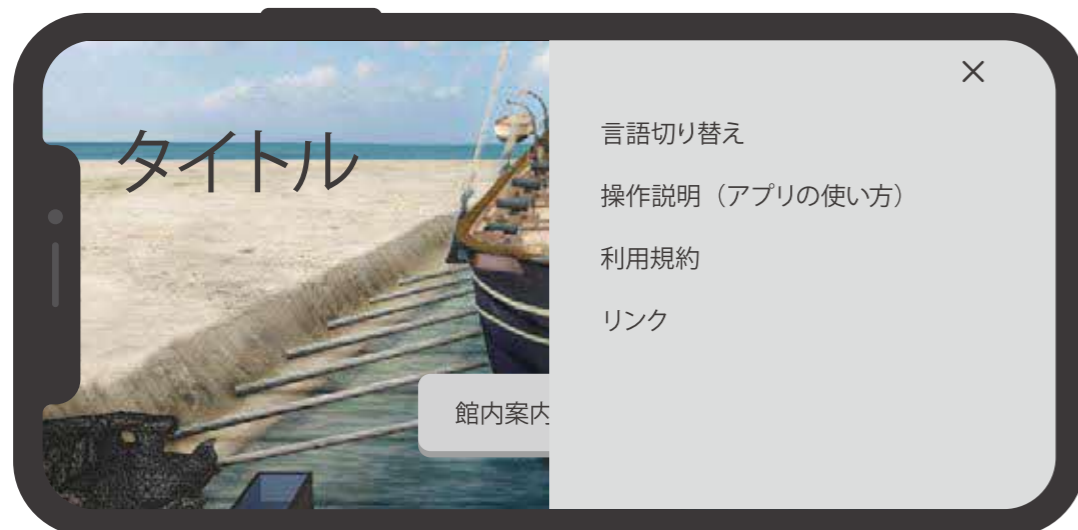 タイトル
館内案内
言語切り替え
操作説明（アプリの使い方）
利用規約
リンク